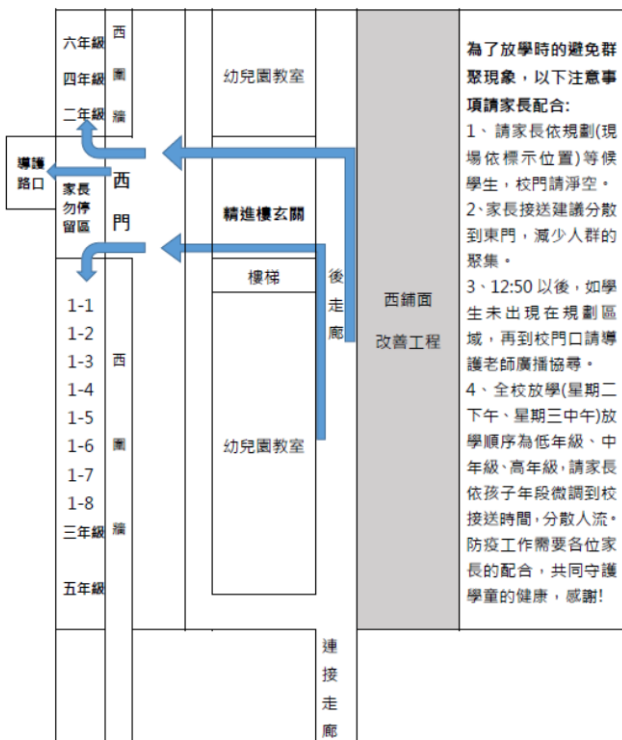 六年級
四年級
二年級
西圍牆
導護
路口
家長
勿停
留區
西門
1-1
1-2
1-3
1-4
1-5
1-6
1-7
1-8
三年級
五年級
西圍牆
幼兒園教室
精進樓玄關
樓梯
幼兒園教室
後走廊
連接走廊
西鋪面
改善工程
為了放學時的避免群
聚現象，以下注意事
項請家長配合:
1、請家長依規劃(現
場依標示位置)等候
學生，校門請淨空。
2、家長接送建議分散
到東門，減少人群的
聚集。
3、12:50 以後，如學
生未出現在規劃區
域，再到校門口請導
護老師廣播協尋。
4、全校放學(星期二
下午、星期三中午)放
學順序為低年級、中
年級、高年級，請家長
依孩子年段微調到校
接送時間，分散人流。
防疫工作需要各位家
長的配合，共同守護
學童的健康，感謝!